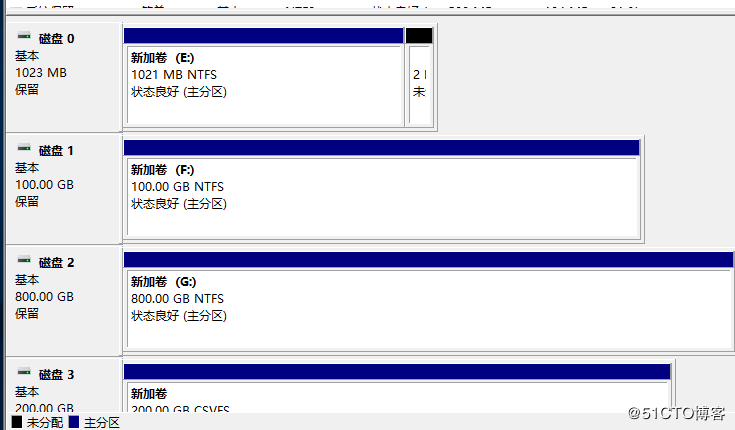 磁盘 0
基本
1023 MB
保留
新加卷 (E:)
1021 MB NTFS
状态良好 (主分区)
2
未
磁盘 1
基本
100.00 GB
保留
新加卷 (F:)
100.00 GB NTFS
状态良好 (主分区)
磁盘 2
基本
800.00 GB
保留
新加卷 (G:)
800.00 GB NTFS
状态良好 (主分区)
磁盘 3
基本
200.00 GB
新加卷
200.00 GB CSVFS
未分配 主分区
@51CTO博客